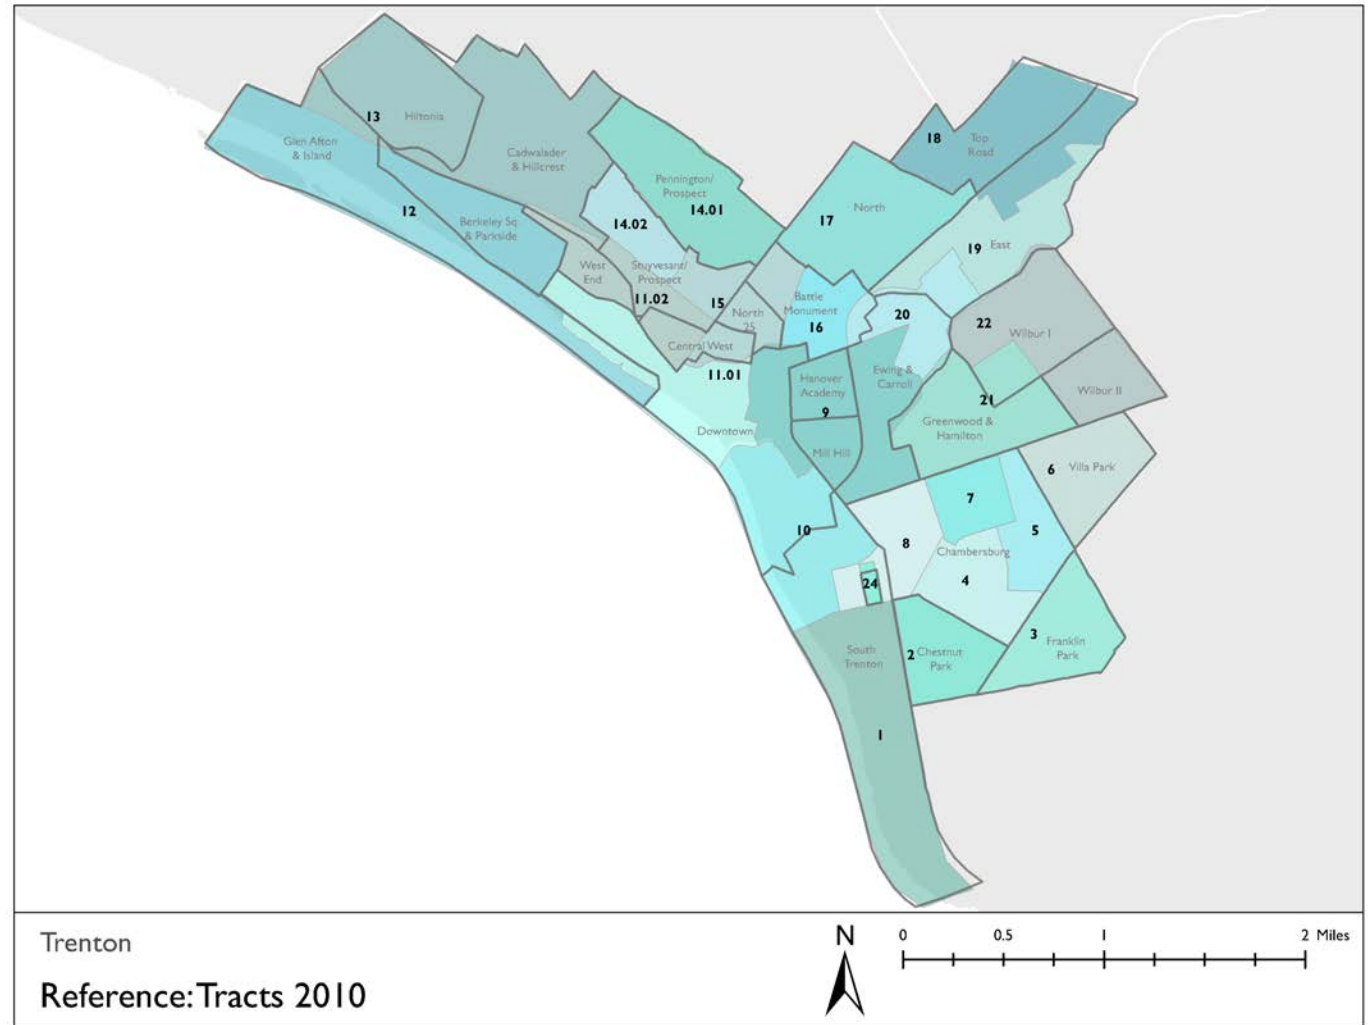 13
Hiltonia
18
Top
Road
Glen Afton
& Island
Cadwalader
& Hillcrest
Pennington/
Prospect
14.01
12
14.02
17
North
Berkeley Sq
& Parkside
19
East
West
End
Stuyvesant/
Prospect
11.02
15
North
25
Battle
Monument
16
20
22
Wilbur I
Central West
11.01
Hanover
Academy
9
Ewing &
Carroll
21
Wilbur II
Greenwood &
Hamilton
Downtown
Mill Hill
6
Villa Park
7
10
5
8
Chambersburg
24
4
3
Franklin
Park
South
Trenton
2
Chestnut
Park
1
Trenton
Reference: Tracts 2010
N
0
0.5
1
2 Miles